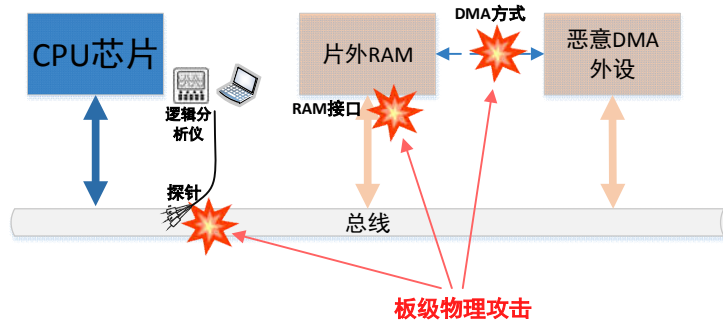 DMA方式
CPU芯片
片外RAM
恶意DMA
外设
逻辑分
析仪
RAM接口
探针
总线
板级物理攻击